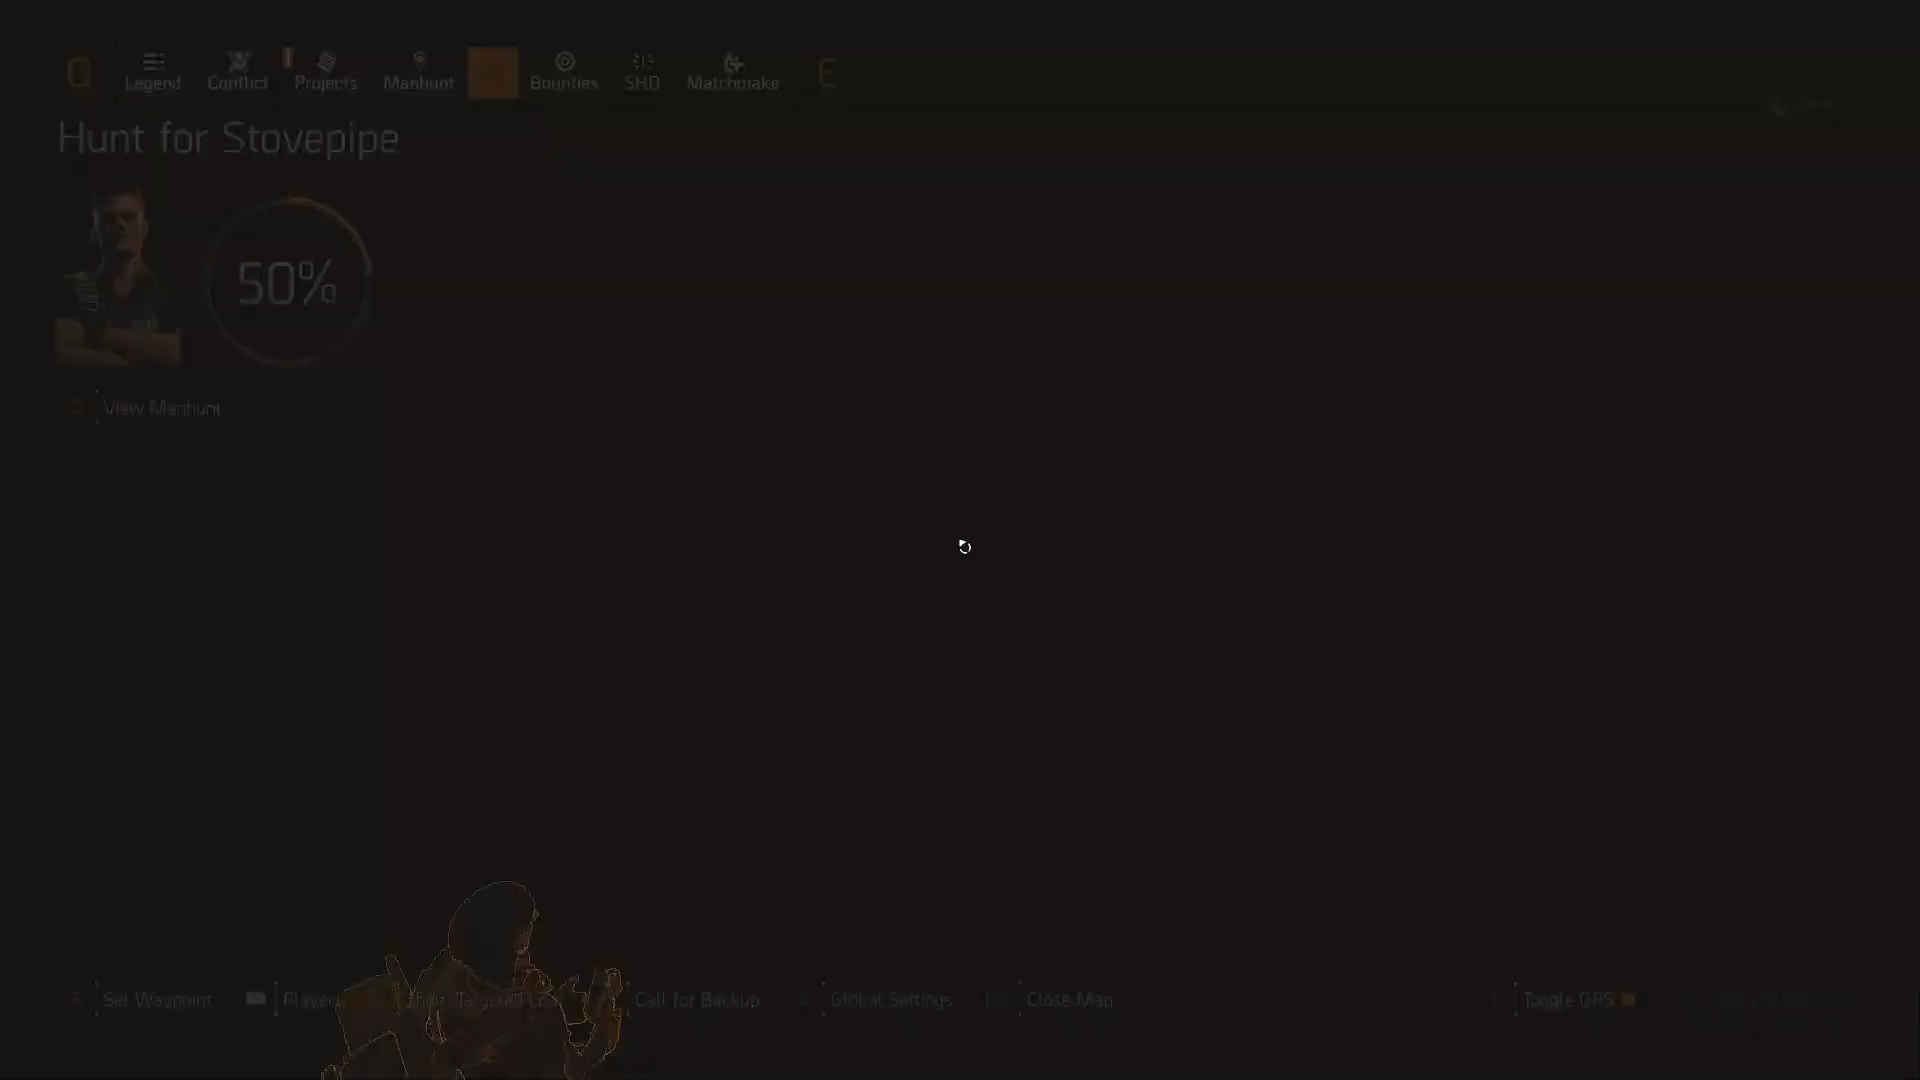 Legend Conflict Projects Manhunt Bounties SHD Matchmake E
Hunt for Stovepipe
50%
View Manhunt
Set Waypoint Call for Backup Global Settings Close Map Toggle GPS